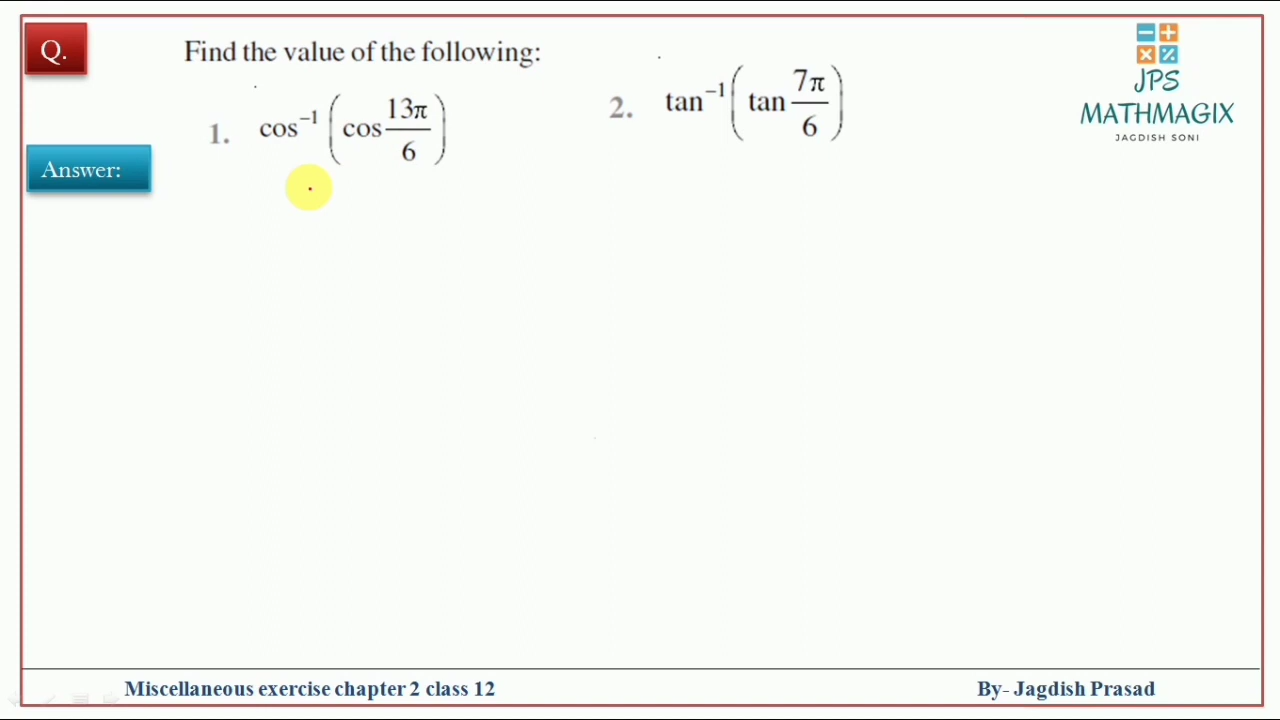 Q.
Find the value of the following:
1. cos⁻¹(cos 13π/6)
2. tan⁻¹(tan 7π/6)
JPS
MATHMAGIX
JAGDISH SONI
Answer:
Miscellaneous exercise chapter 2 class 12
By- Jagdish Prasad